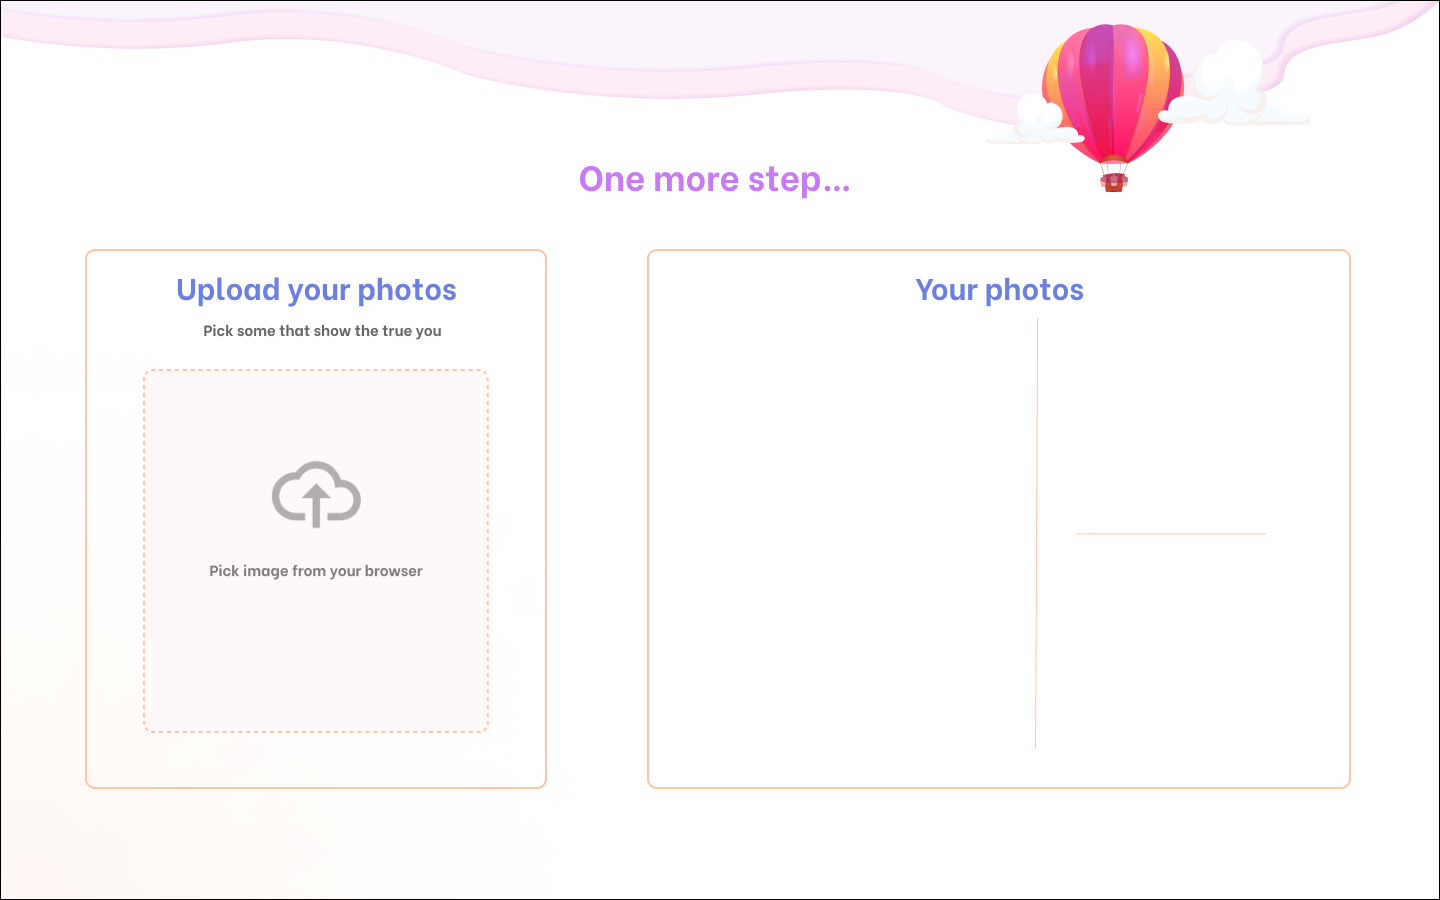 One more step...
Upload your photos
Pick some that show the true you
Pick image from your browser
Your photos